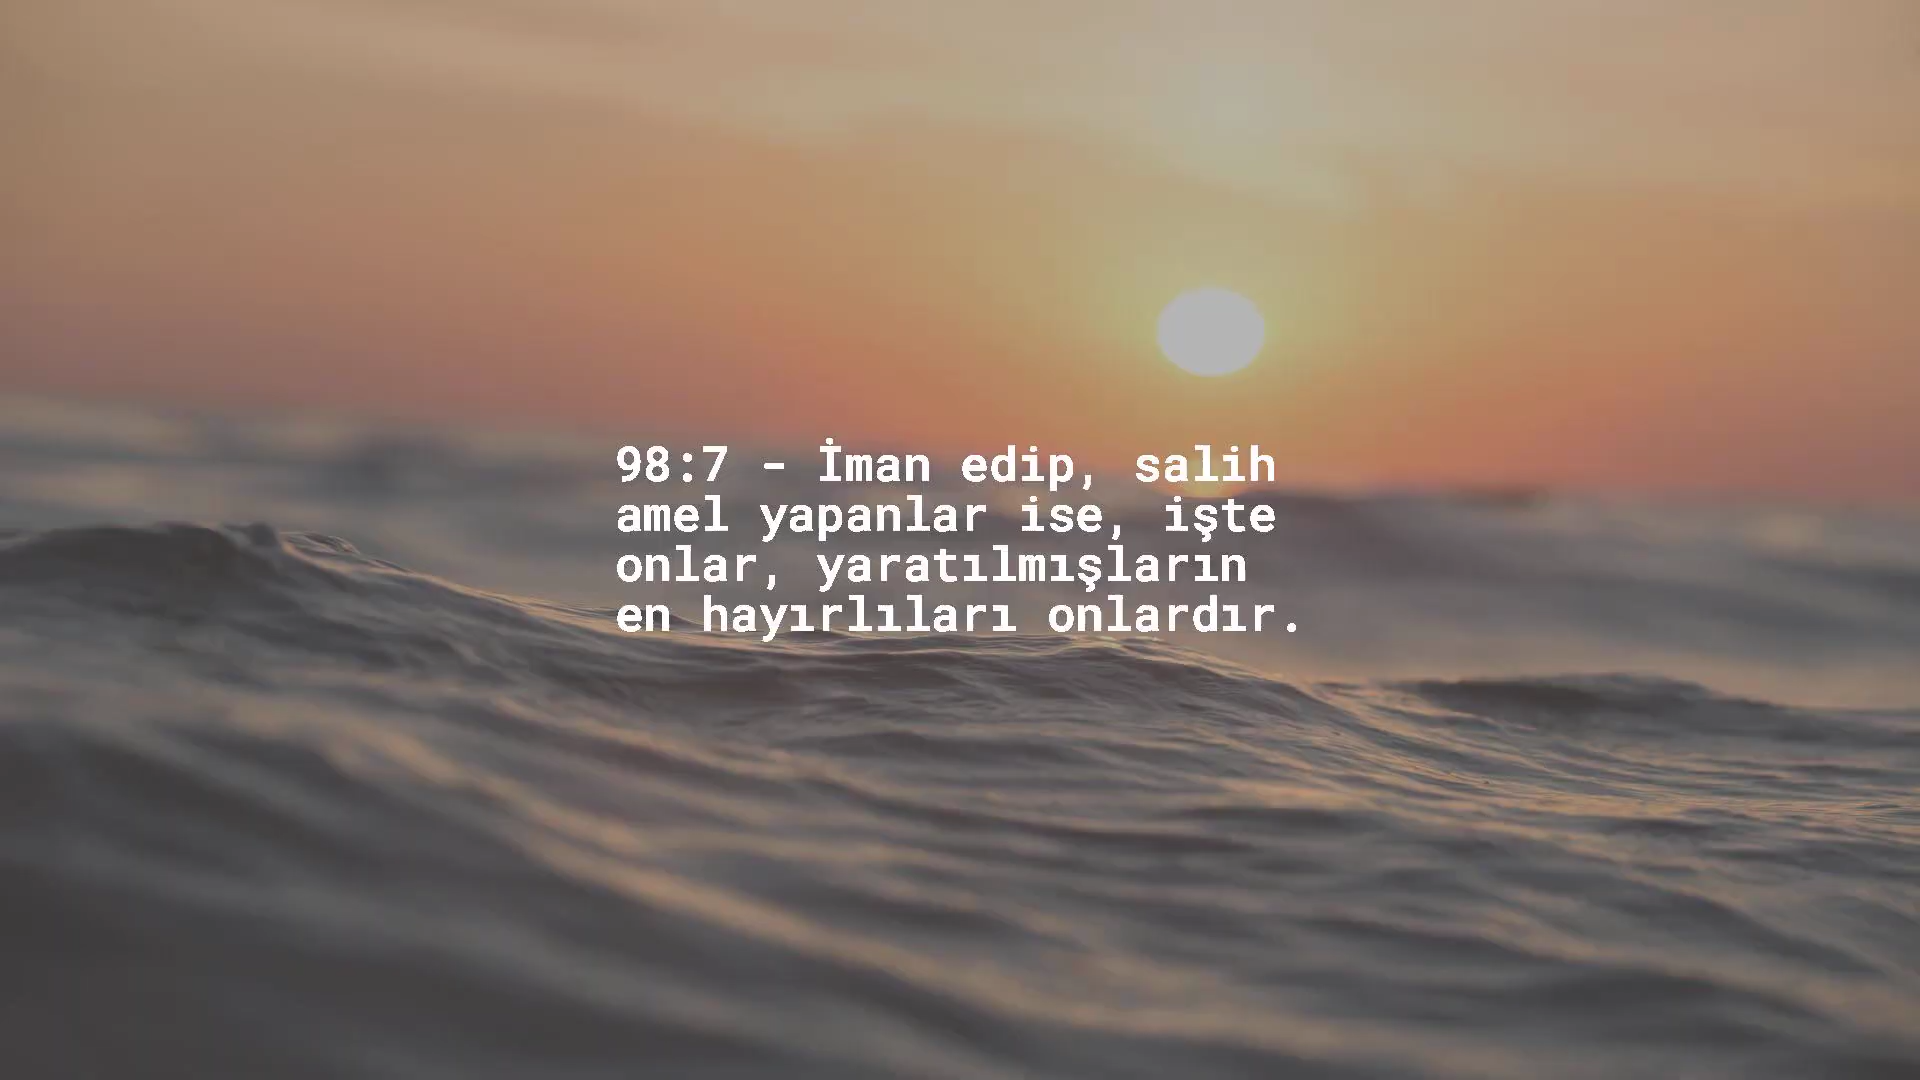 98:7 - İman edip, salih
amel yapanlar ise, işte
onlar, yaratılmışların
en hayırlıları onlardır.